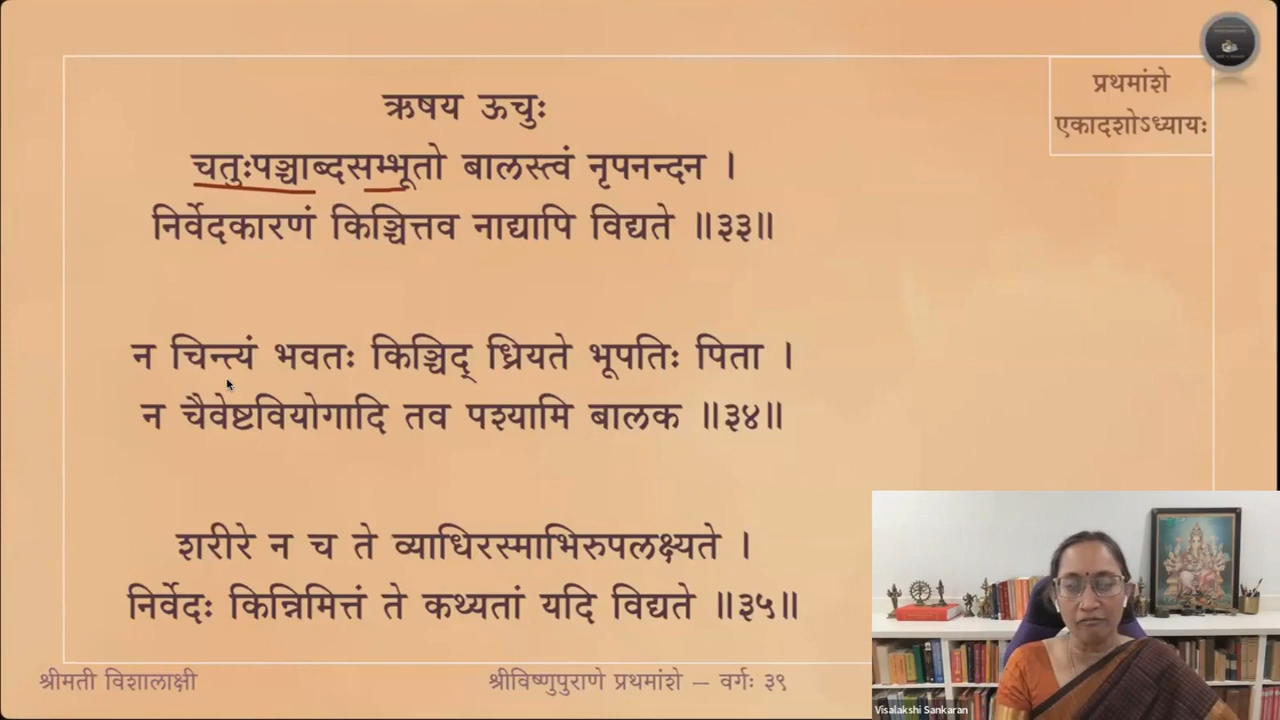 प्रथमांशे
एकादशोऽध्यायः
ऋषय ऊचुः
चतुःपञ्चाब्दसम्भूतो बालस्त्वं नृपनन्दन ।
निर्वेदकारणं किञ्चित्तव नाद्यापि विद्यते ॥३३॥
न चिन्त्यं भवतः किञ्चिद् ध्रियते भूपतिः पिता ।
न चैवेष्टवियोगादि तव पश्यामि बालक ॥३४॥
शरीरे न च ते व्याधिरस्माभिरुपलक्ष्यते ।
निर्वेदः किन्निमित्तं ते कथ्यतां यदि विद्यते ॥३५॥
श्रीमती विशालाक्षी
श्रीविष्णुपुराणे प्रथमांशे – वर्गः ३९
Visalakshi Sankaran